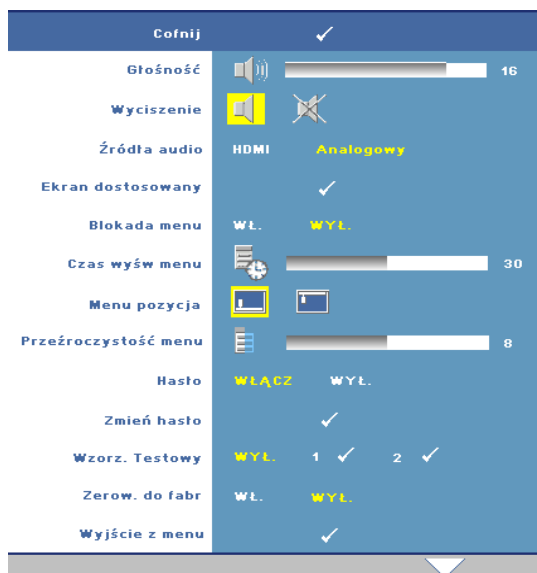 Cofnij
Głośność 16
Wyciszenie
Źródła audio HDMI Analogowy
Ekran dostosowany
Blokada menu WŁ. WYŁ.
Czas wyśw menu 30
Menu pozycja
Przeźroczystość menu 8
Hasło WŁĄCZ WYŁ.
Zmień hasło
Wzorz. Testowy WYŁ. 1 2
Zerow. do fabr WŁ. WYŁ.
Wyjście z menu